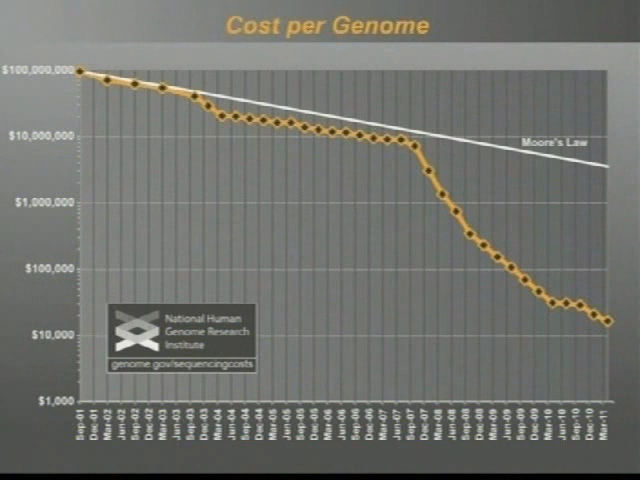 Cost per Genome
$100,000,000
$10,000,000
$1,000,000
$100,000
$10,000
$1,000
Moore's Law
National Human
Genome Research
Institute
genome.gov/sequencingcosts
Sep-01
Dec-01
Mar-02
Jun-02
Sep-02
Dec-02
Mar-03
Jun-03
Sep-03
Dec-03
Mar-04
Jun-04
Sep-04
Dec-04
Mar-05
Jun-05
Sep-05
Dec-05
Mar-06
Jun-06
Sep-06
Dec-06
Mar-07
Jun-07
Sep-07
Dec-07
Mar-08
Jun-08
Sep-08
Dec-08
Mar-09
Jun-09
Sep-09
Dec-09
Mar-10
Jun-10
Sep-10
Dec-10
Mar-11